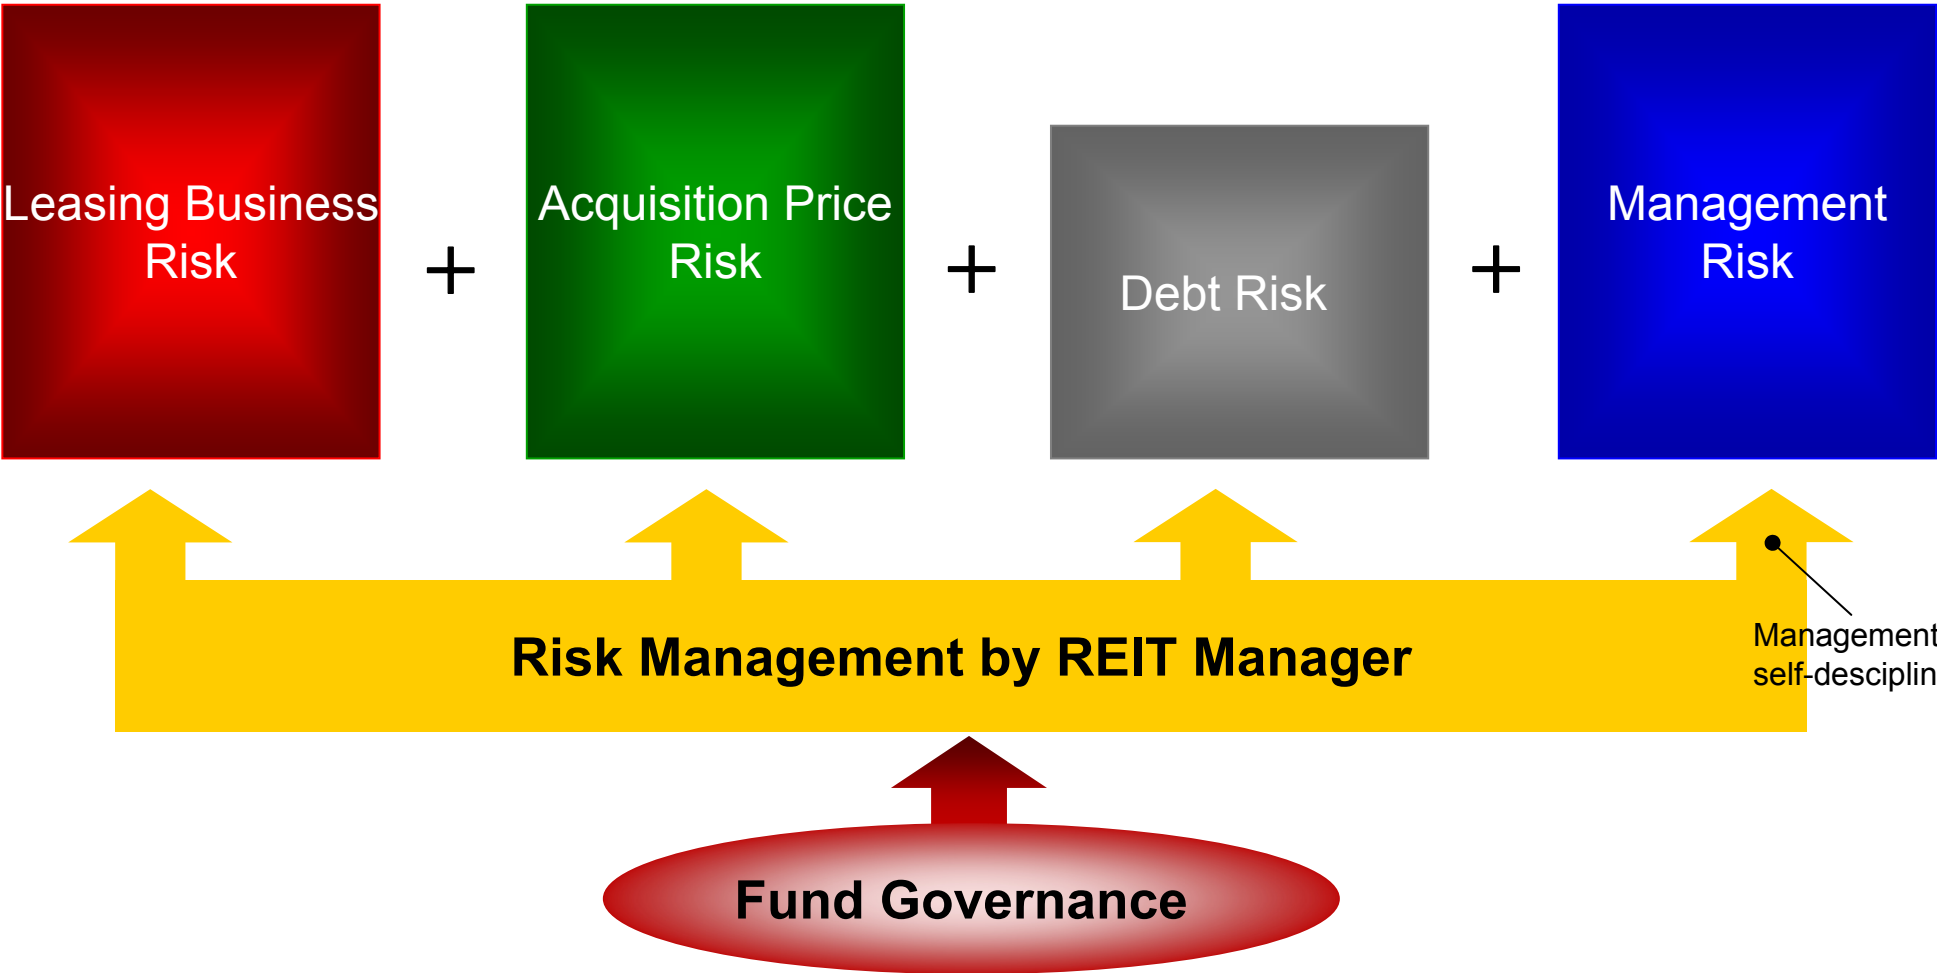 Leasing Business
Risk
+
Acquisition Price
Risk
+
Debt Risk
+
Management
Risk
Risk Management by REIT Manager
Management
self-desciplin
Fund Governance